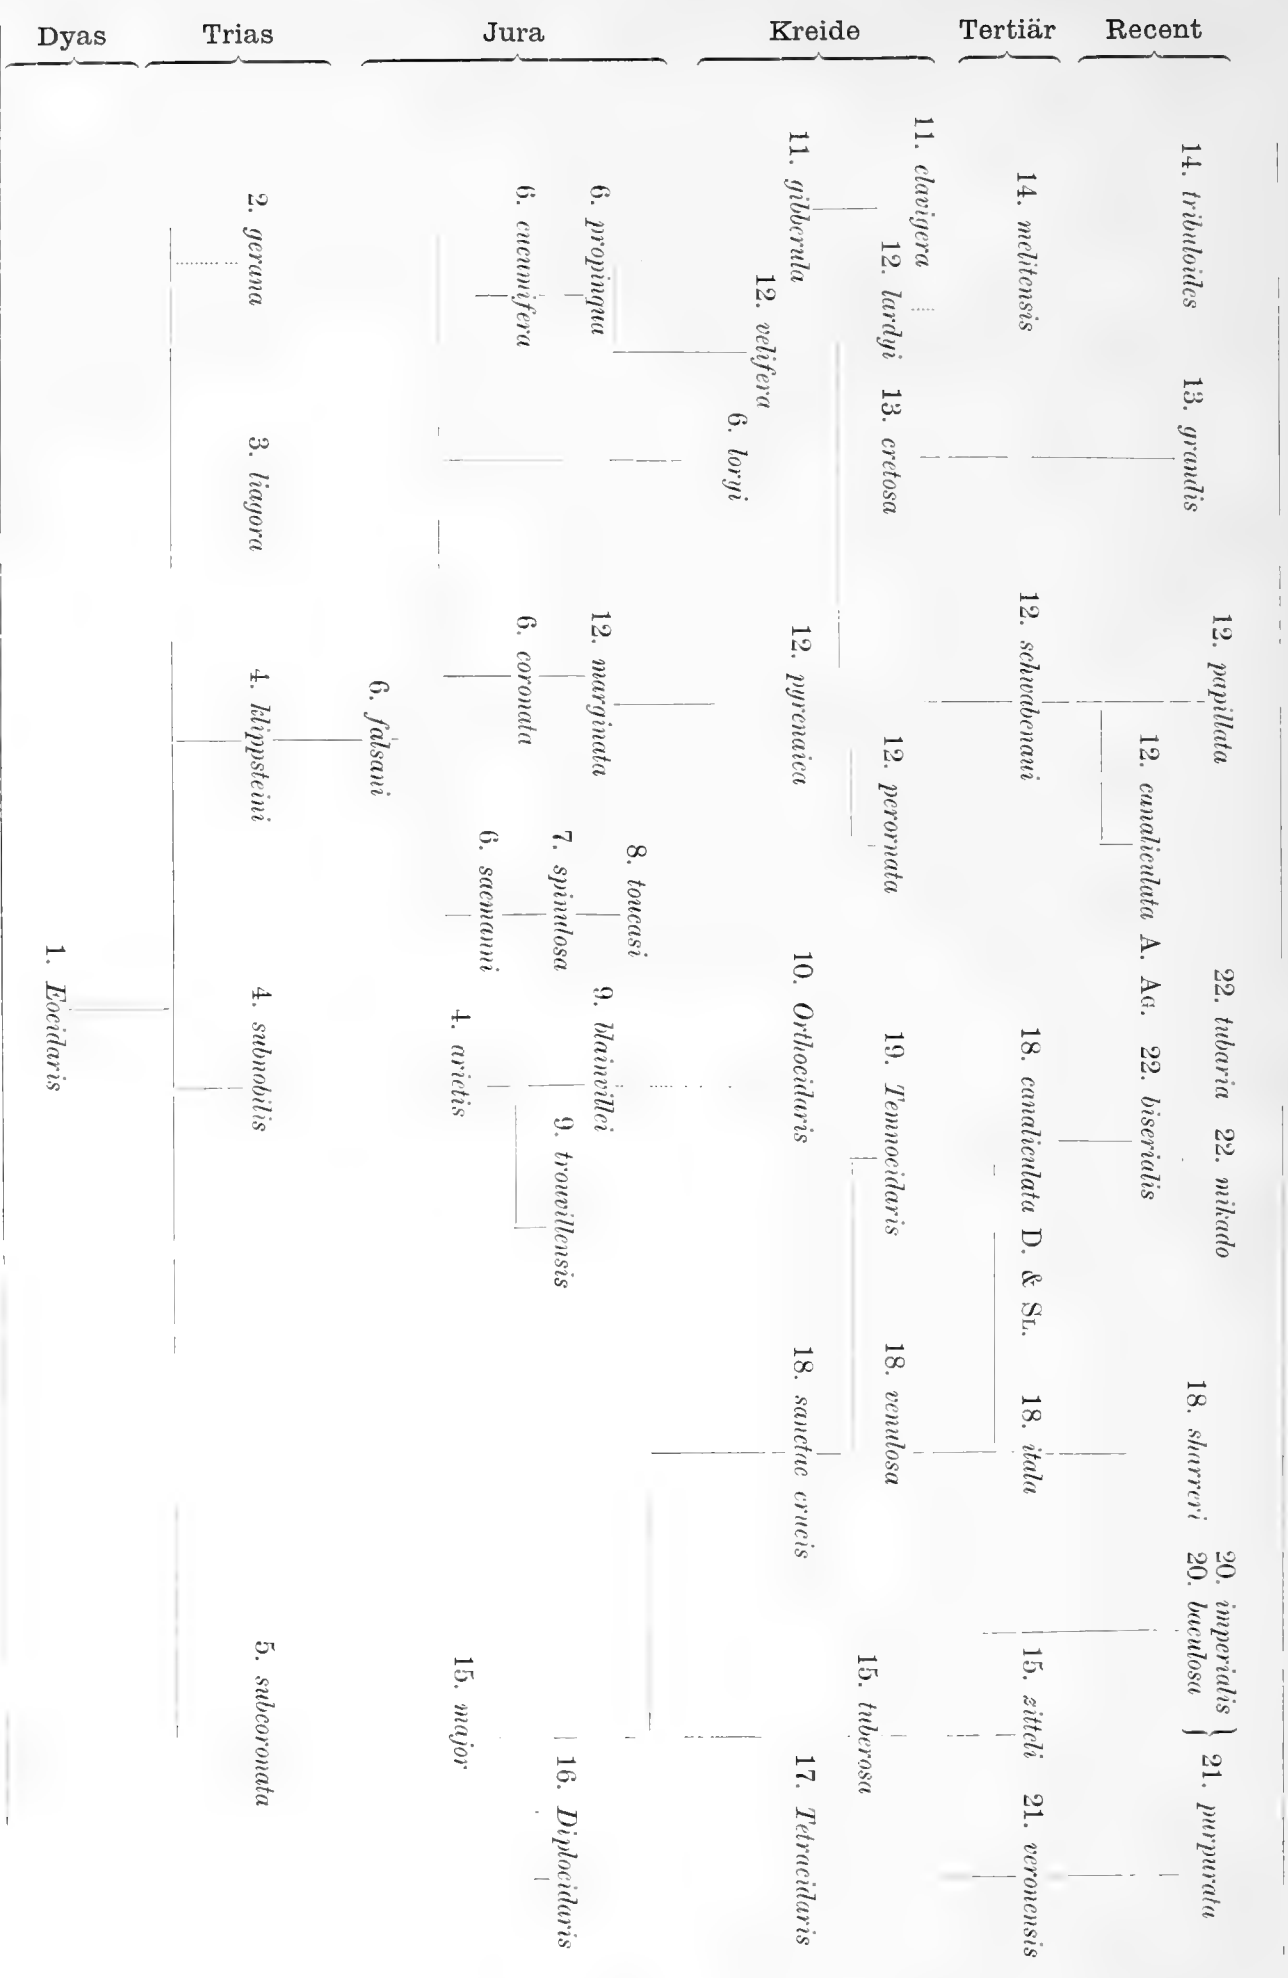 Dyas
Trias
Jura
Kreide
Tertiär
Recent
14. tribuloides
13. grandis
12. papillata
12. canaliculata A. AG.
22. tubaria
22. biserialis
22. mikado
18. sharreri
20. imperialis
20. baculosa
21. purpurata
14. melitensis
12. schwabenaui
18. canaliculata D. & SL.
18. itala
15. zitteli
21. veronensis
11. clavigera
12. lardyi
13. cretosa
12. perornata
19. Temnocidaris
18. venulosa
15. tuberosa
11. gibberula
12. velifera
6. loryi
12. pyrenaica
10. Orthocidaris
18. sanctae crucis
17. Tetracidaris
6. propinqua
12. marginata
8. toucasi
9. blainvillei
6. cucumifera
6. coronata
7. spinulosa
9. trouvillensis
16. Diplocidaris
6. saemanni
4. arietis
15. major
6. falsani
2. gerana
3. liagora
4. klippsteini
4. subnobilis
5. subcoronata
1. Eocidaris